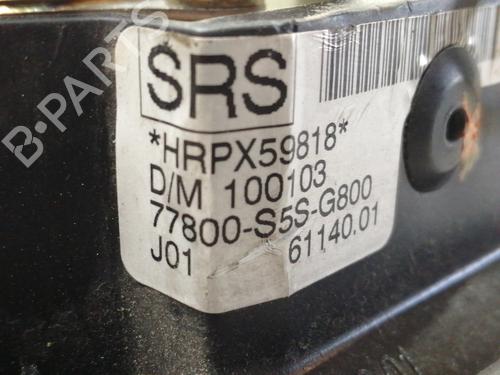 B-PARTS
SRS
*HRPX59818*
D/M 100103
77800-S5S-G800
J01 61140.01